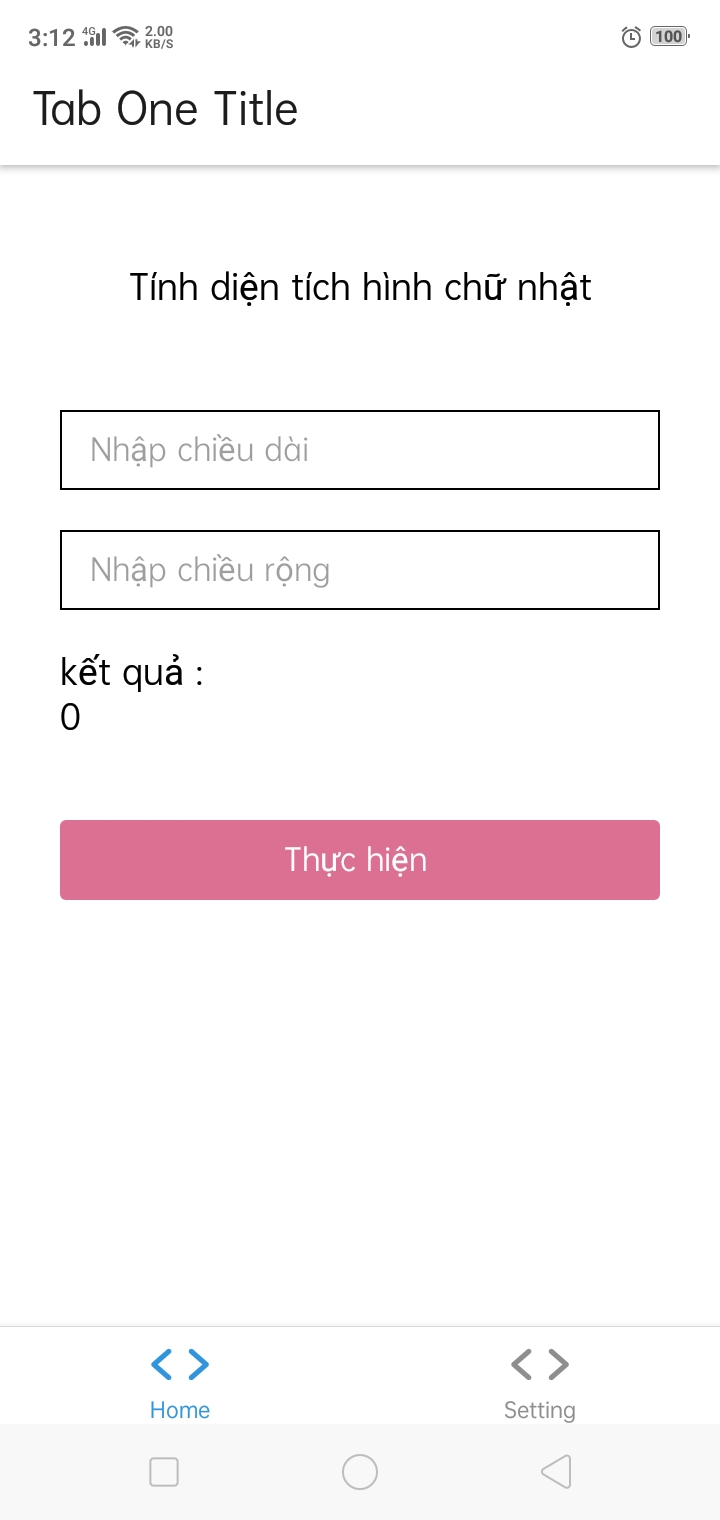 3:12 4G 2.00 KB/S 100
Tab One Title
Tính diện tích hình chữ nhật
Nhập chiều dài
Nhập chiều rộng
kết quả :
0
Thực hiện
Home Setting